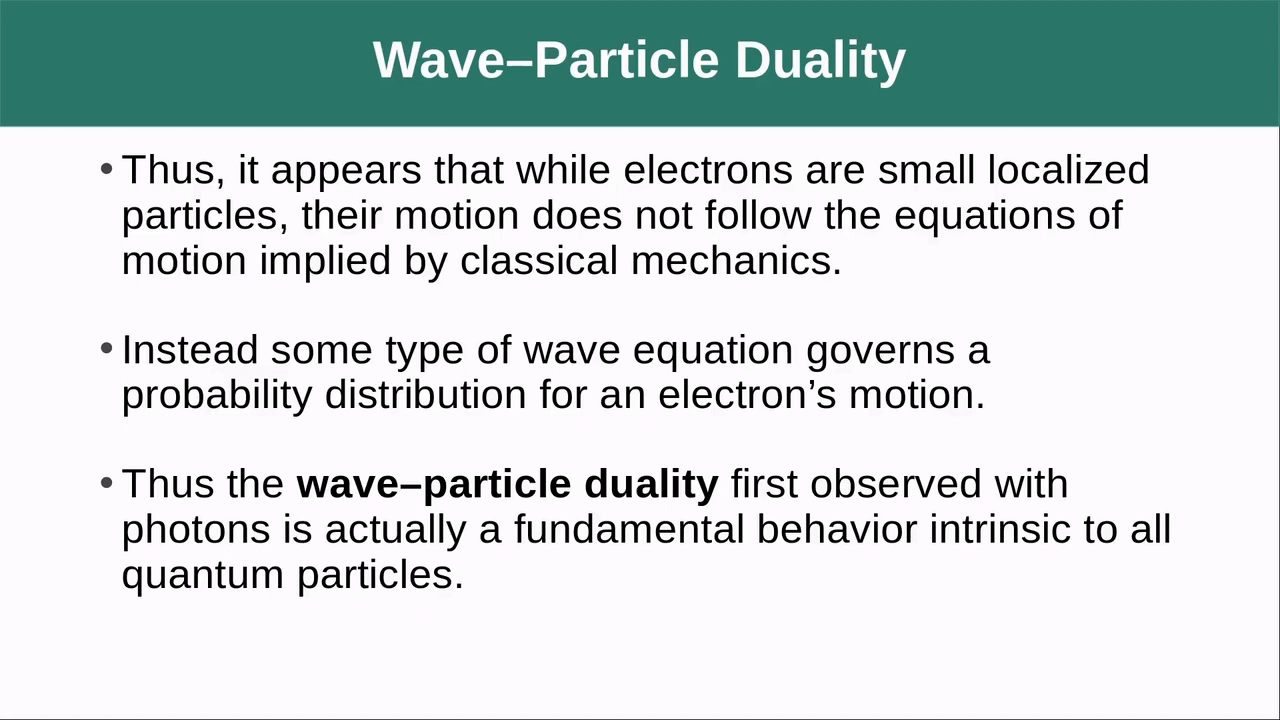 Wave–Particle Duality
• Thus, it appears that while electrons are small localized
particles, their motion does not follow the equations of
motion implied by classical mechanics.
• Instead some type of wave equation governs a
probability distribution for an electron’s motion.
• Thus the wave–particle duality first observed with
photons is actually a fundamental behavior intrinsic to all
quantum particles.